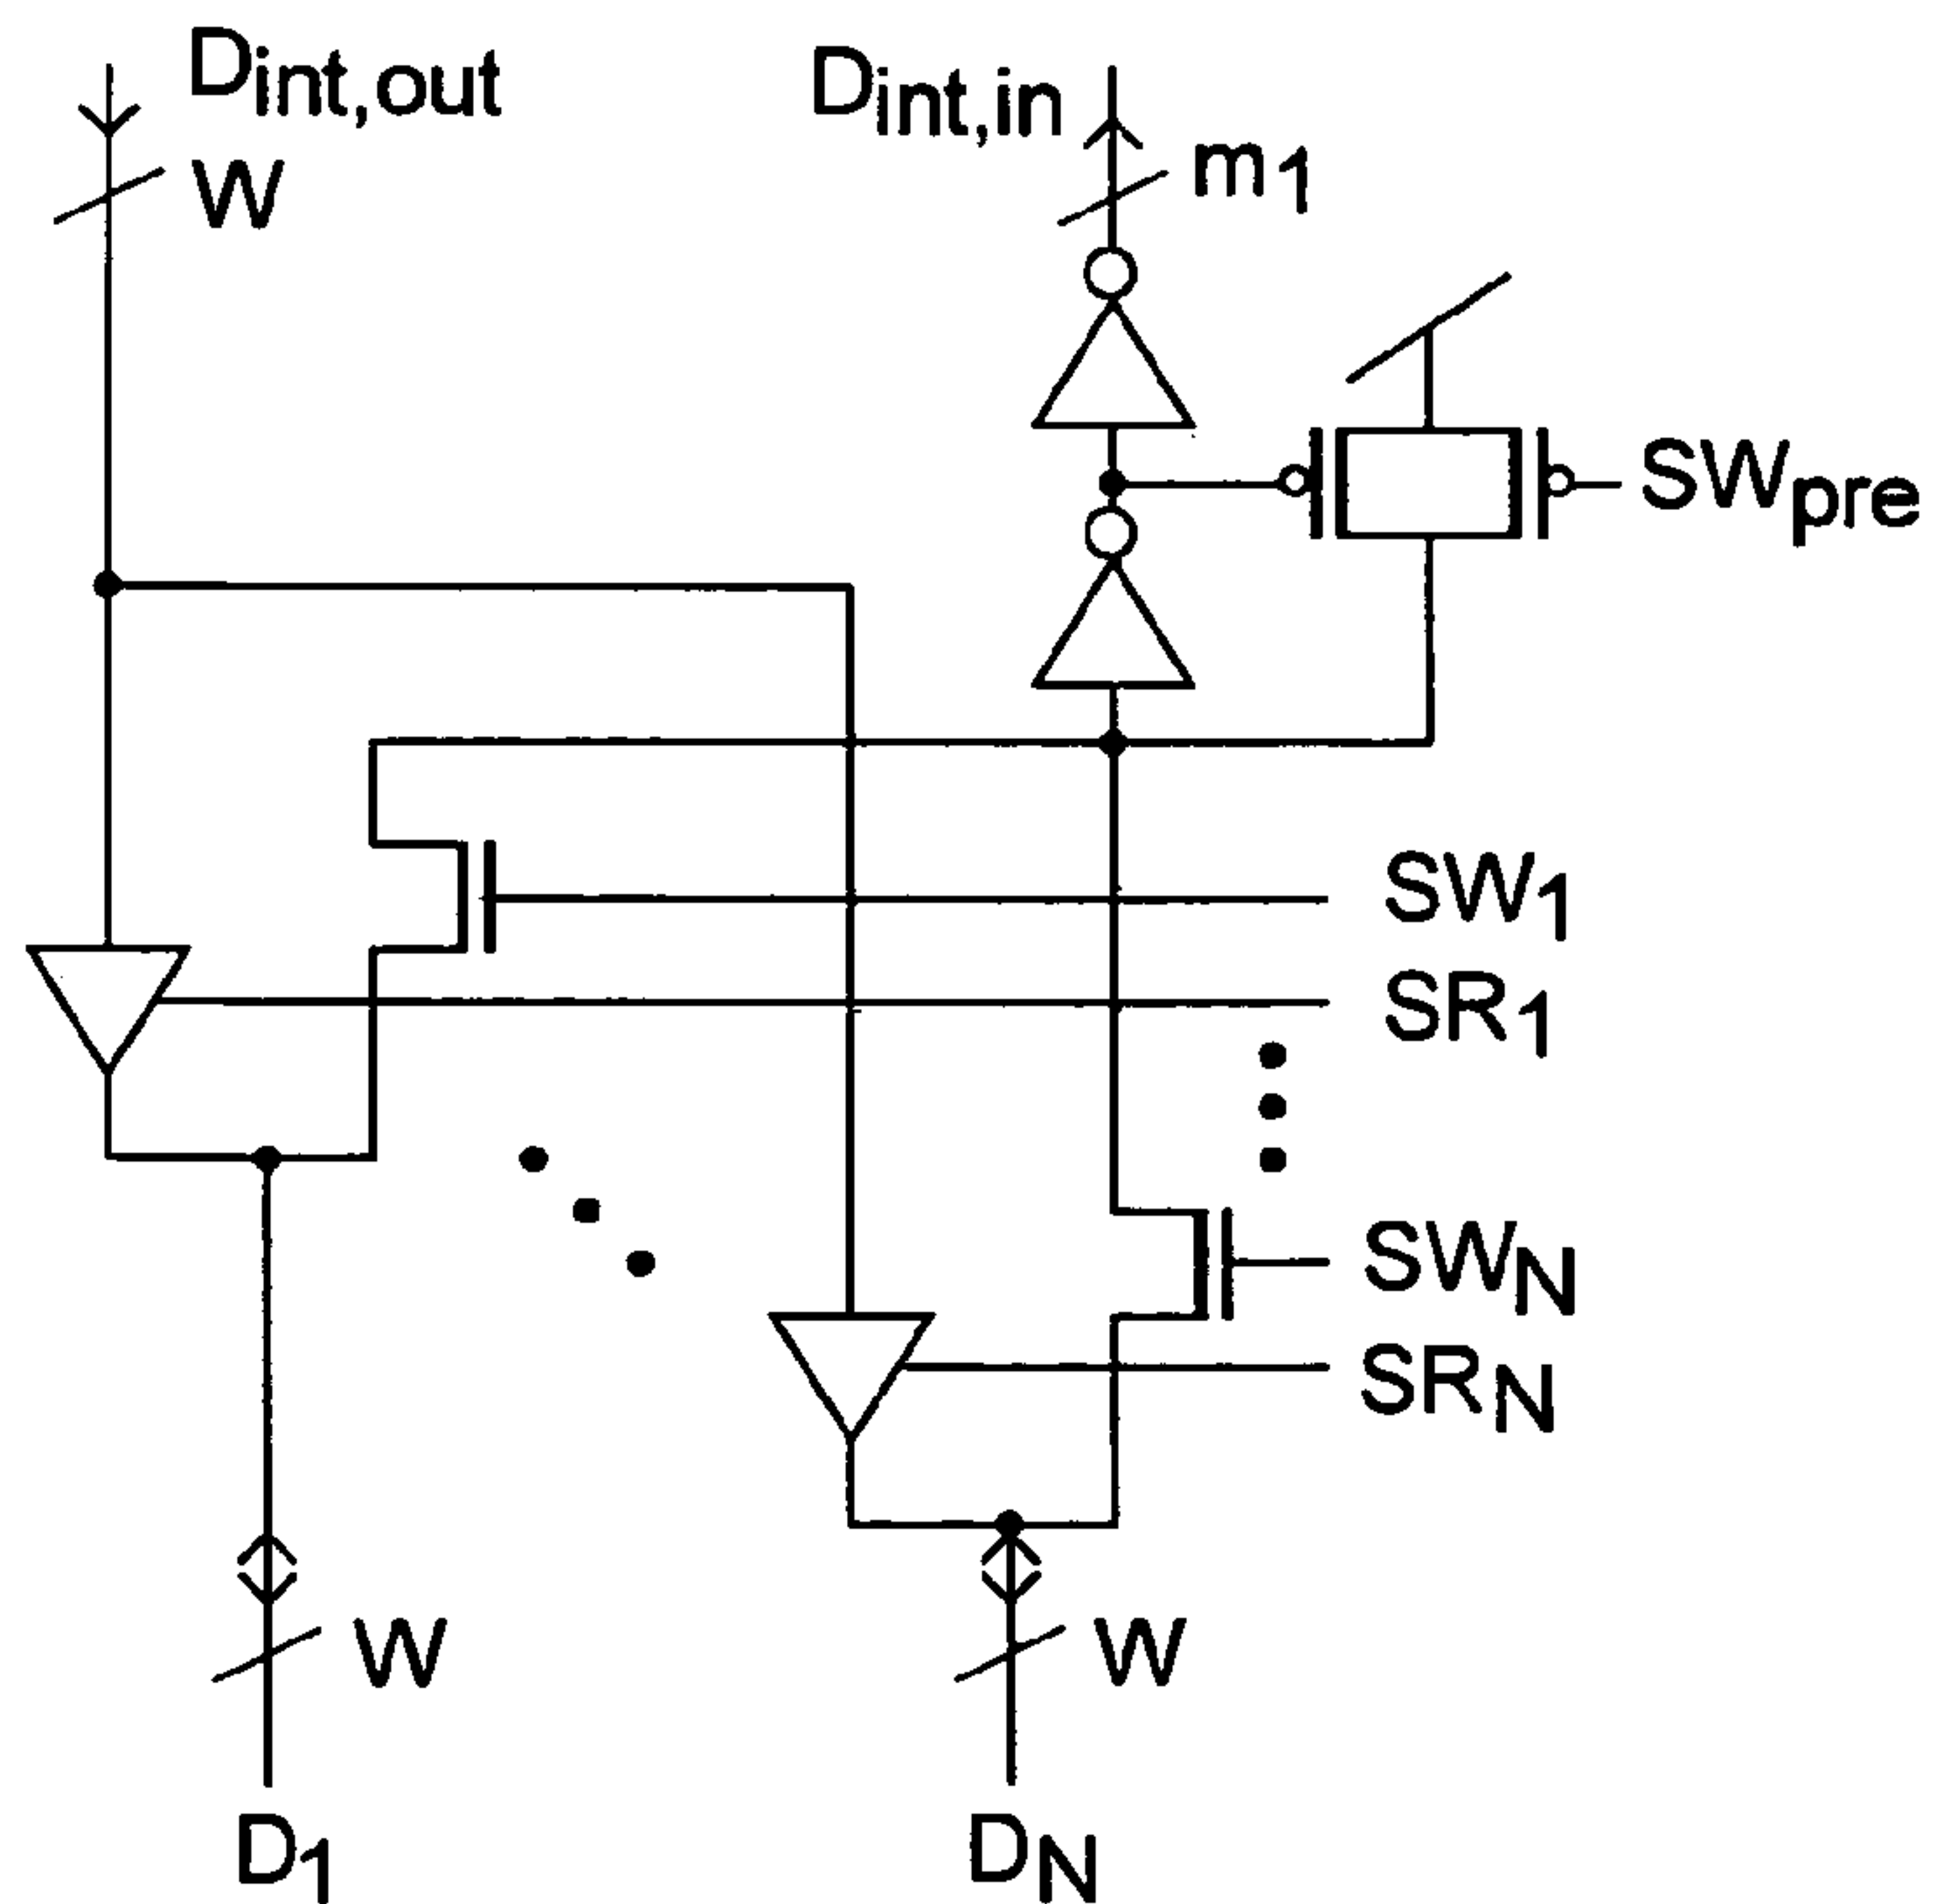 Dint,out
Dint,in
W
m1
SWpre
SW1
SR1
SWN
SRN
W
W
D1
DN